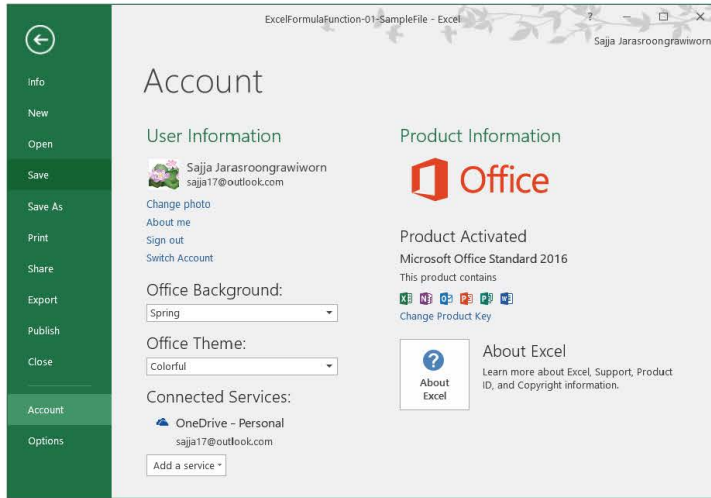 ExcelFormulaFunction-01-SampleFile - Excel
?
Sajja Jarasroongrawiworn
Info
New
Open
Save
Save As
Print
Share
Export
Publish
Close
Account
Options
Account
User Information
Sajja Jarasroongrawiworn
sajja17@outlook.com
Change photo
About me
Sign out
Switch Account
Office Background:
Spring
Office Theme:
Colorful
Connected Services:
OneDrive - Personal
sajja17@outlook.com
Add a service
Product Information
Office
Product Activated
Microsoft Office Standard 2016
This product contains
Change Product Key
?
About
Excel
About Excel
Learn more about Excel, Support, Product
ID, and Copyright information.